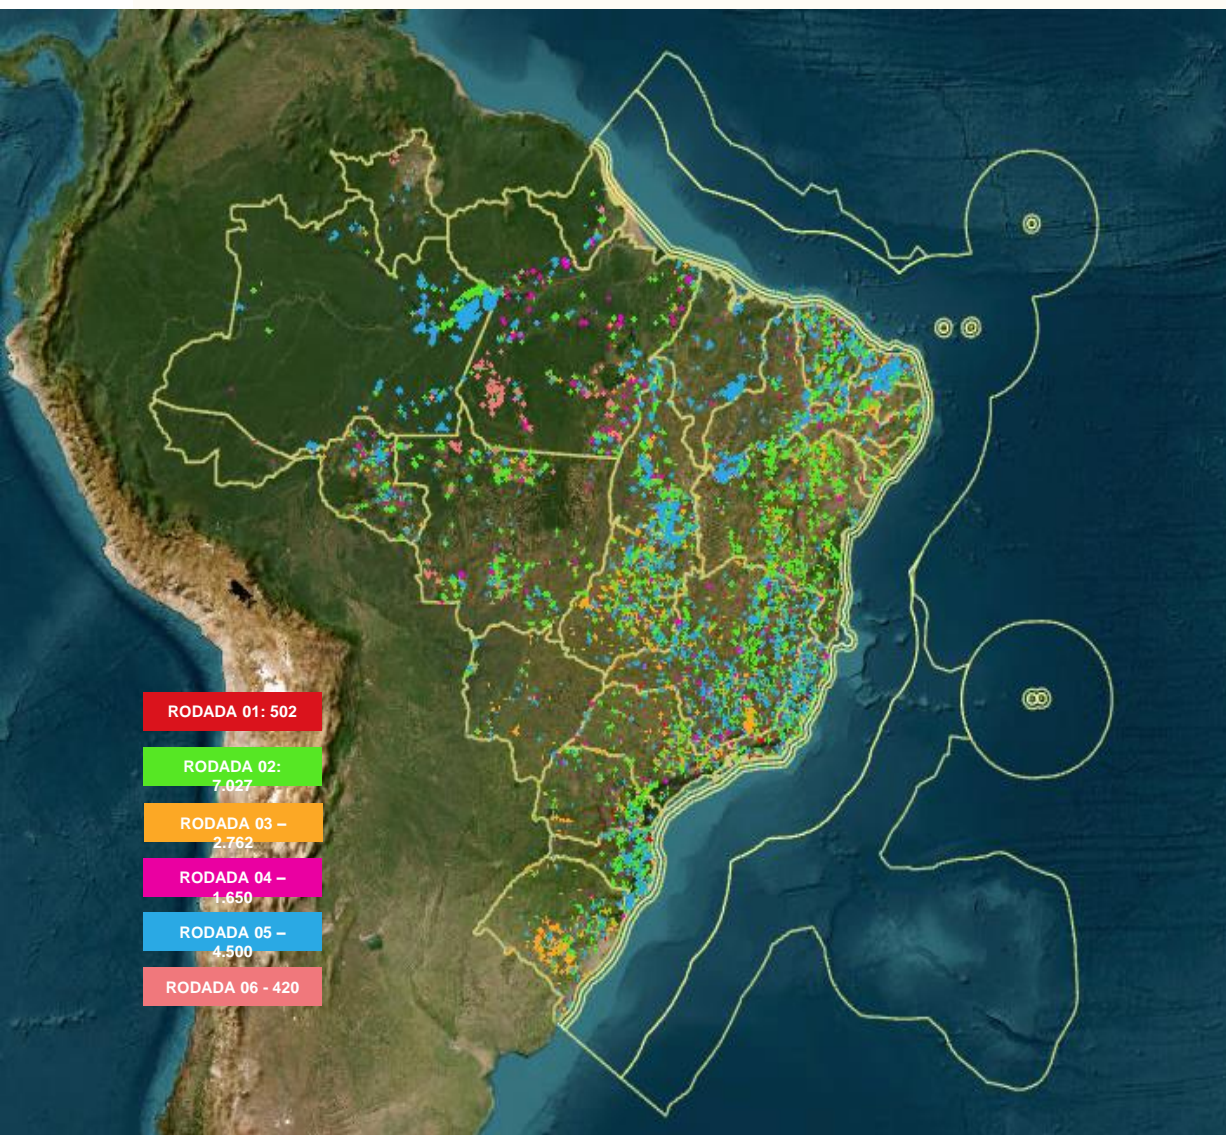 RODADA 01: 502
RODADA 02:
7.027
RODADA 03 –
2.762
RODADA 04 –
1.650
RODADA 05 –
4.500
RODADA 06 - 420